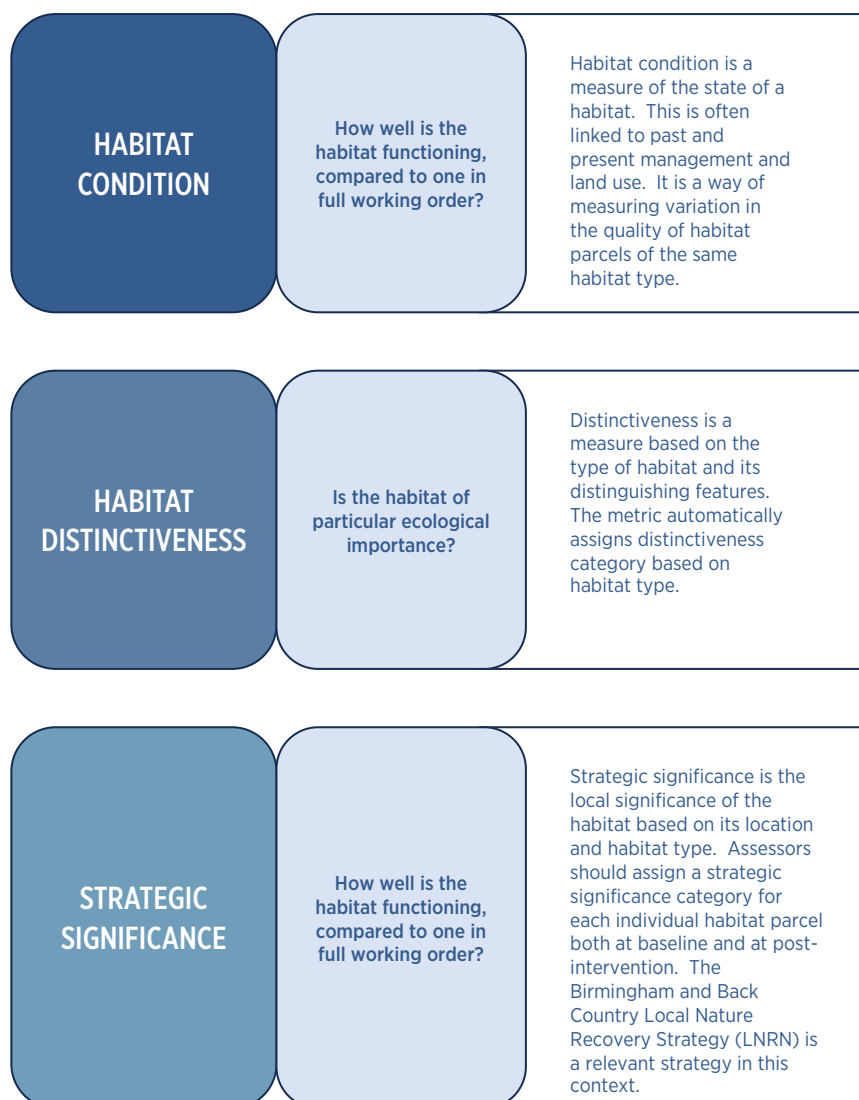 HABITAT
CONDITION
How well is the
habitat functioning,
compared to one in
full working order?
Habitat condition is a
measure of the state of a
habitat.  This is often
linked to past and
present management and
land use.  It is a way of
measuring variation in
the quality of habitat
parcels of the same
habitat type.
HABITAT
DISTINCTIVENESS
Is the habitat of
particular ecological
importance?
Distinctiveness is a
measure based on the
type of habitat and its
distinguishing features.
The metric automatically
assigns distinctiveness
category based on
habitat type.
STRATEGIC
SIGNIFICANCE
How well is the
habitat functioning,
compared to one in
full working order?
Strategic significance is the
local significance of the
habitat based on its location
and habitat type.  Assessors
should assign a strategic
significance category for
each individual habitat parcel
both at baseline and at post-
intervention.  The
Birmingham and Back
Country Local Nature
Recovery Strategy (LNRN) is
a relevant strategy in this
context.